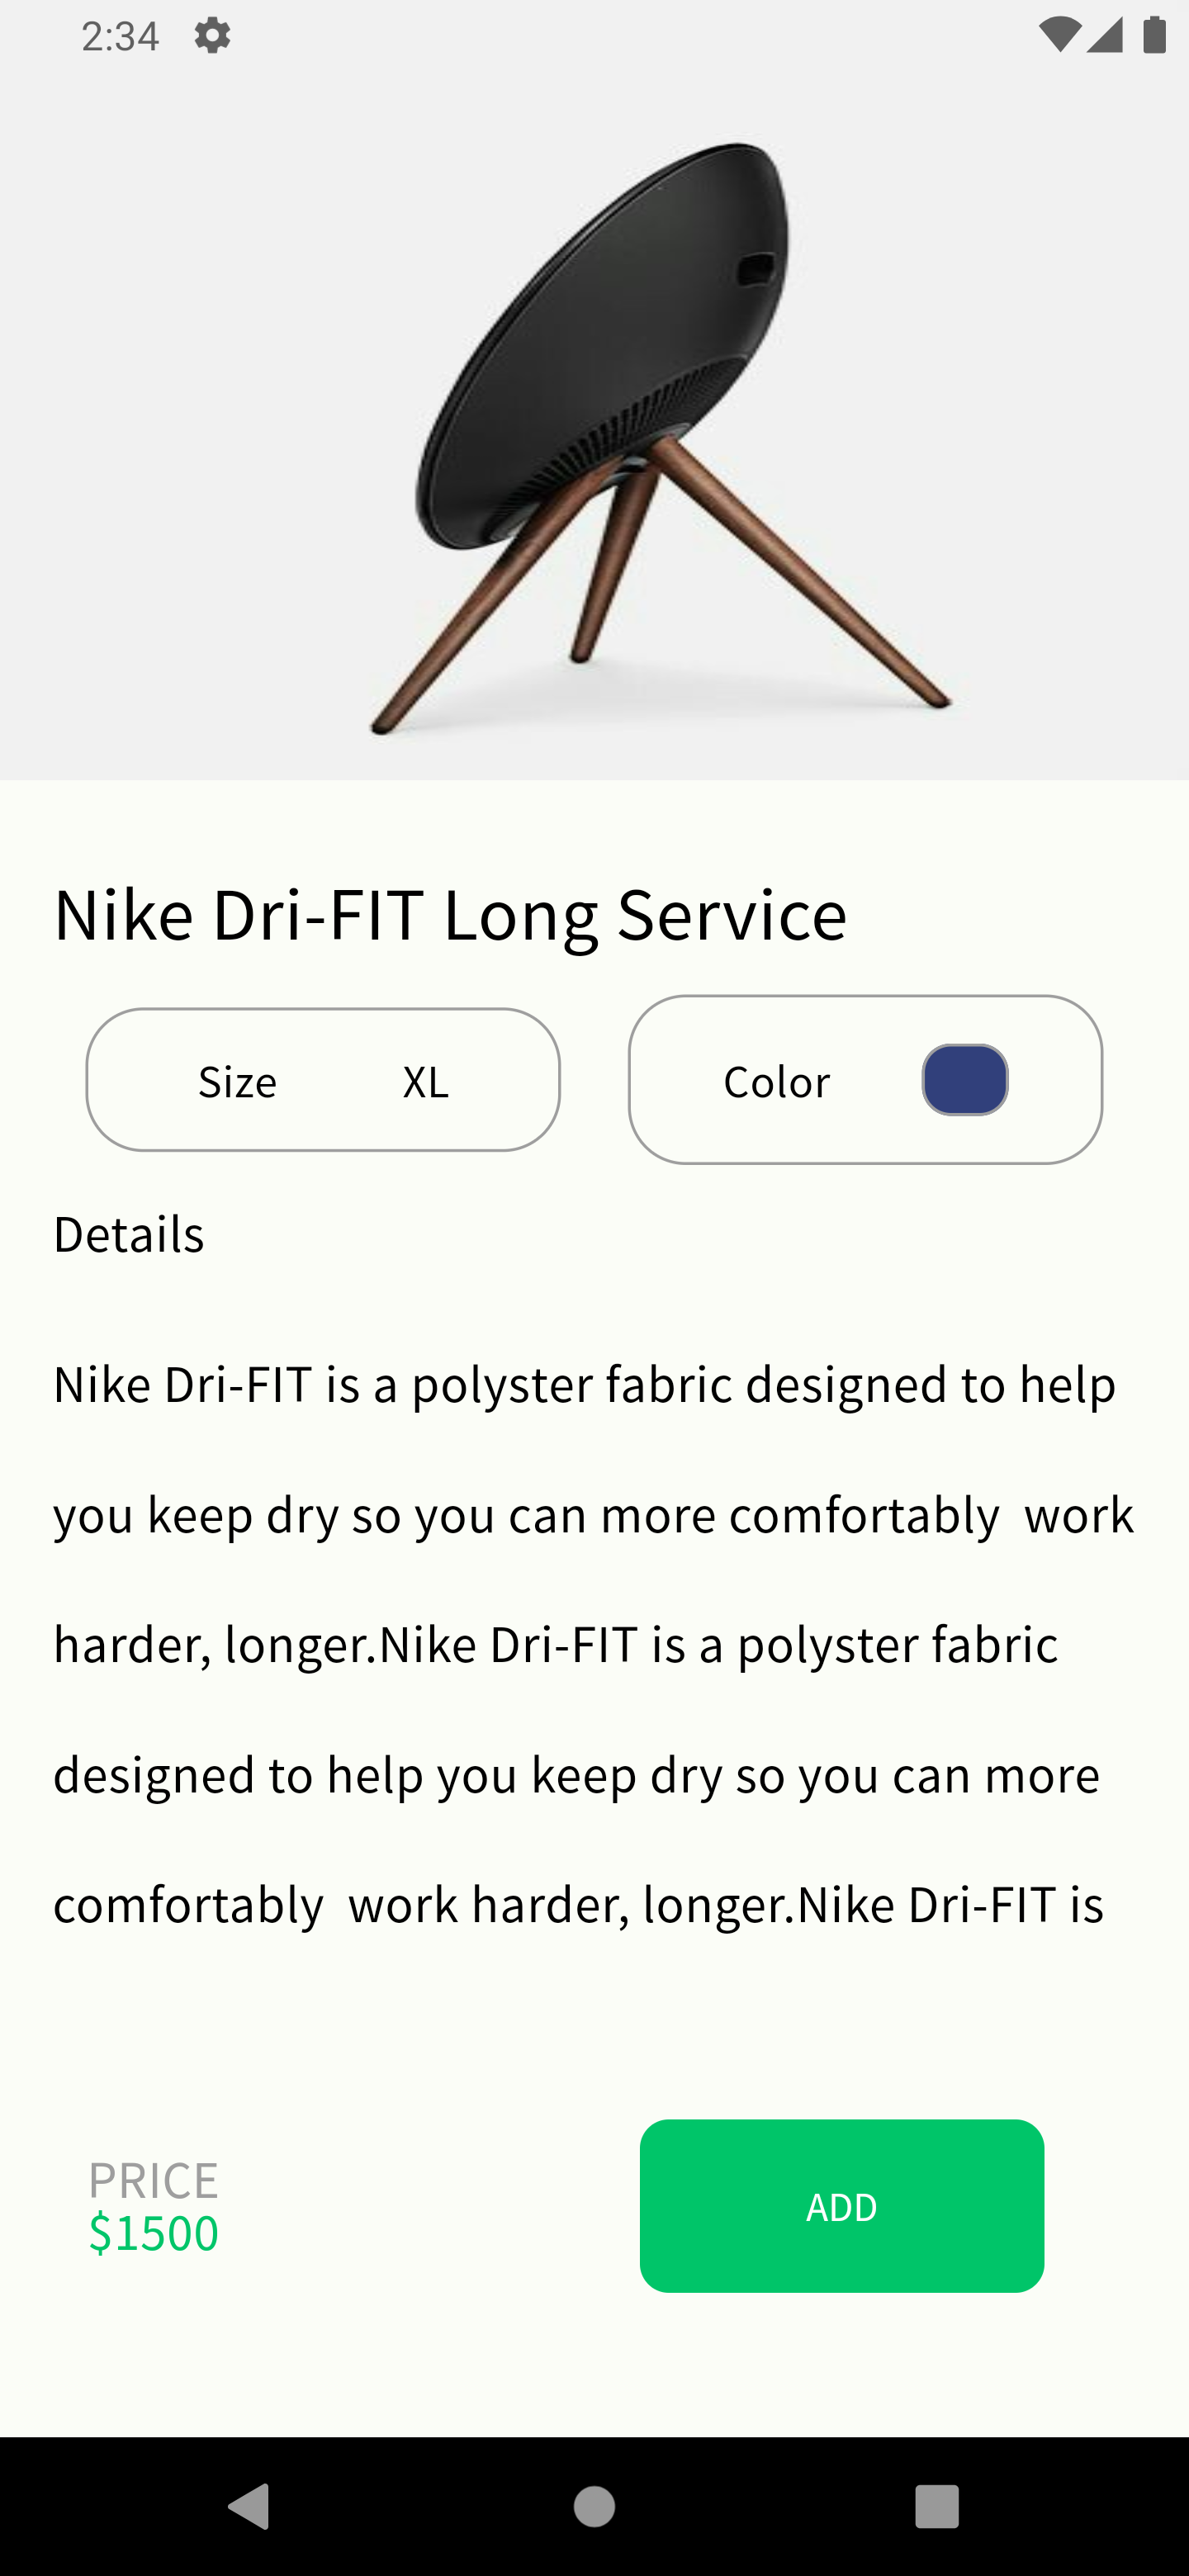 2:34
Nike Dri-FIT Long Service
Size XL
Color
Details
Nike Dri-FIT is a polyster fabric designed to help
you keep dry so you can more comfortably  work
harder, longer.Nike Dri-FIT is a polyster fabric
designed to help you keep dry so you can more
comfortably  work harder, longer.Nike Dri-FIT is
PRICE
$1500
ADD